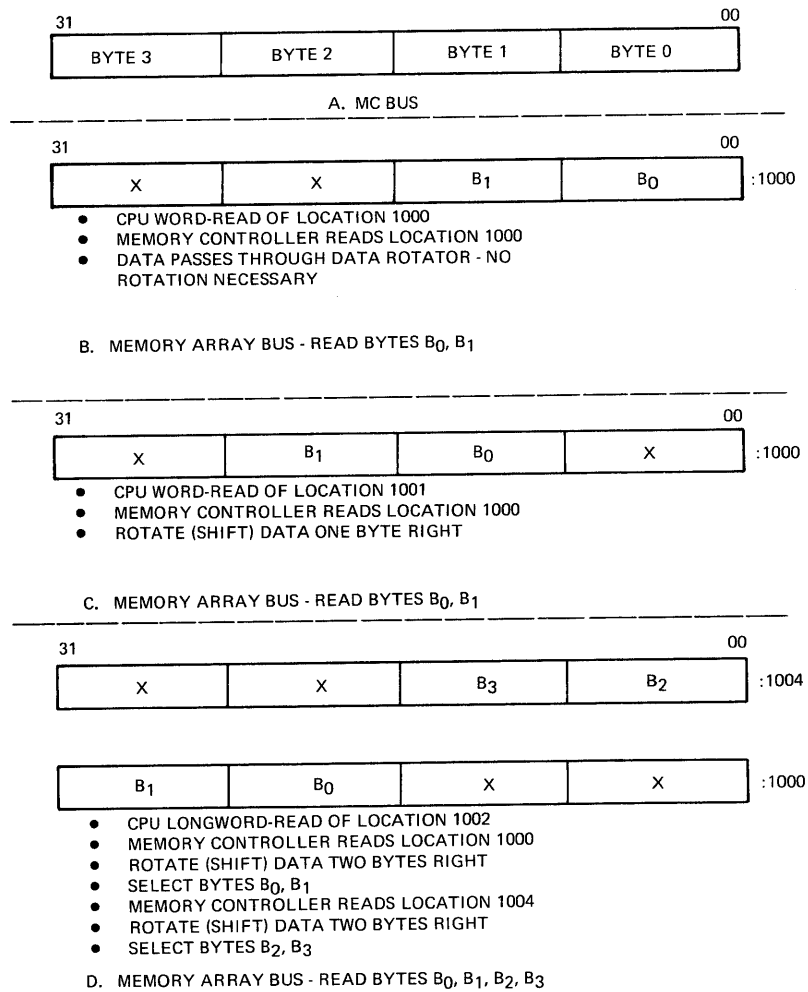 31 00
BYTE 3 BYTE 2 BYTE 1 BYTE 0
A. MC BUS
31 00
X X B1 B0 :1000
● CPU WORD-READ OF LOCATION 1000
● MEMORY CONTROLLER READS LOCATION 1000
● DATA PASSES THROUGH DATA ROTATOR - NO
ROTATION NECESSARY
B. MEMORY ARRAY BUS - READ BYTES B0, B1
31 00
X B1 B0 X :1000
● CPU WORD-READ OF LOCATION 1001
● MEMORY CONTROLLER READS LOCATION 1000
● ROTATE (SHIFT) DATA ONE BYTE RIGHT
C. MEMORY ARRAY BUS - READ BYTES B0, B1
31 00
X X B3 B2 :1004
B1 B0 X X :1000
● CPU LONGWORD-READ OF LOCATION 1002
● MEMORY CONTROLLER READS LOCATION 1000
● ROTATE (SHIFT) DATA TWO BYTES RIGHT
● SELECT BYTES B0, B1
● MEMORY CONTROLLER READS LOCATION 1004
● ROTATE (SHIFT) DATA TWO BYTES RIGHT
● SELECT BYTES B2, B3
D. MEMORY ARRAY BUS - READ BYTES B0, B1, B2, B3